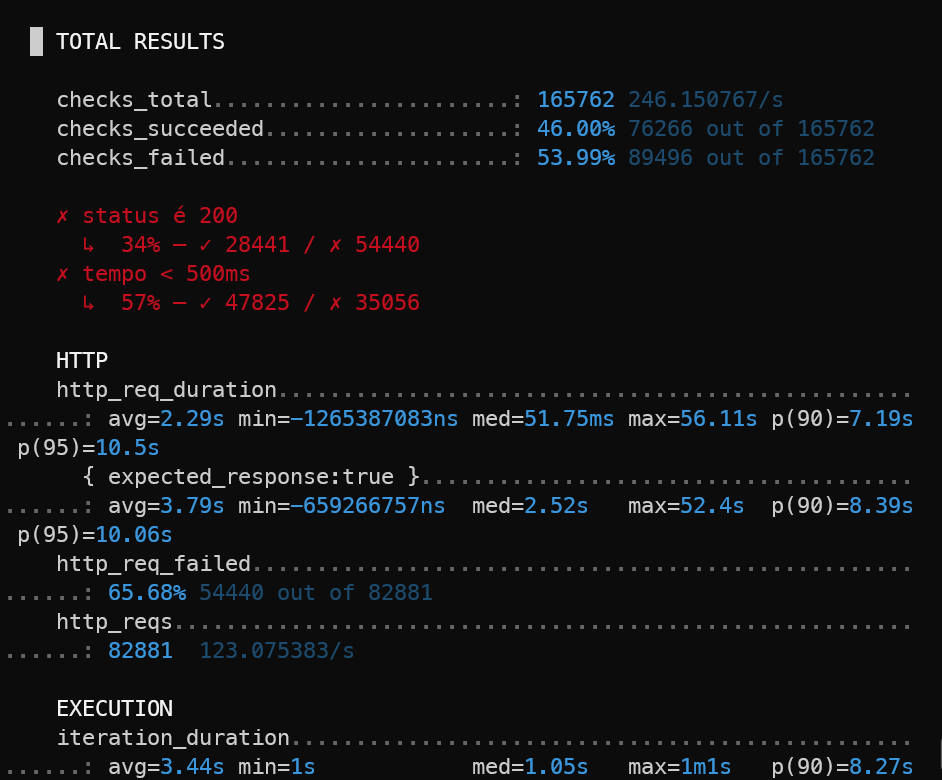 TOTAL RESULTS
checks_total.......................: 165762 246.150767/s
checks_succeeded...................: 46.00% 76266 out of 165762
checks_failed......................: 53.99% 89496 out of 165762
✗ status é 200
↳  34% — ✓ 28441 / ✗ 54440
✗ tempo < 500ms
↳  57% — ✓ 47825 / ✗ 35056
HTTP
http_req_duration.................................................
......: avg=2.29s min=-1265387083ns med=51.75ms max=56.11s p(90)=7.19s
p(95)=10.5s
{ expected_response:true }......................................
......: avg=3.79s min=-659266757ns  med=2.52s   max=52.4s  p(90)=8.39s
p(95)=10.06s
http_req_failed...................................................
......: 65.68% 54440 out of 82881
http_reqs.........................................................
......: 82881  123.075383/s
EXECUTION
iteration_duration................................................
......: avg=3.44s min=1s            med=1.05s   max=1m1s   p(90)=8.27s